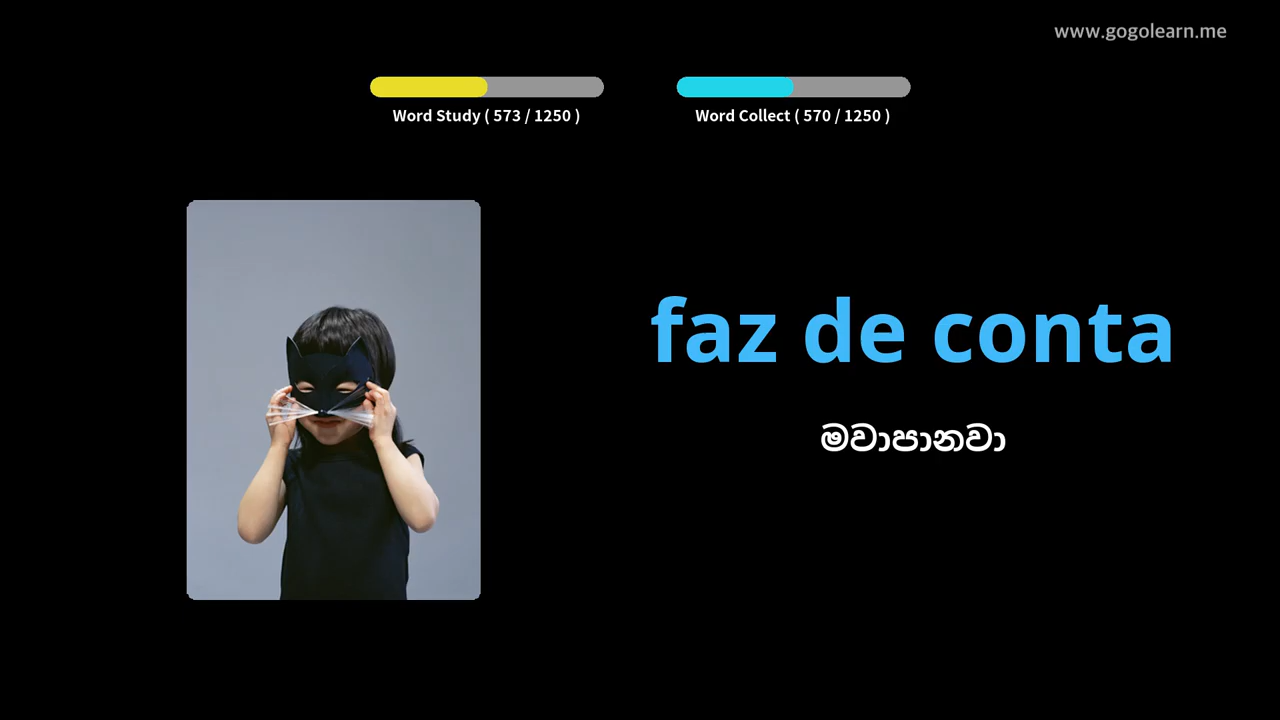 www.gogolearn.me
Word Study ( 573 / 1250 )
Word Collect ( 570 / 1250 )
faz de conta
මවාපානවා